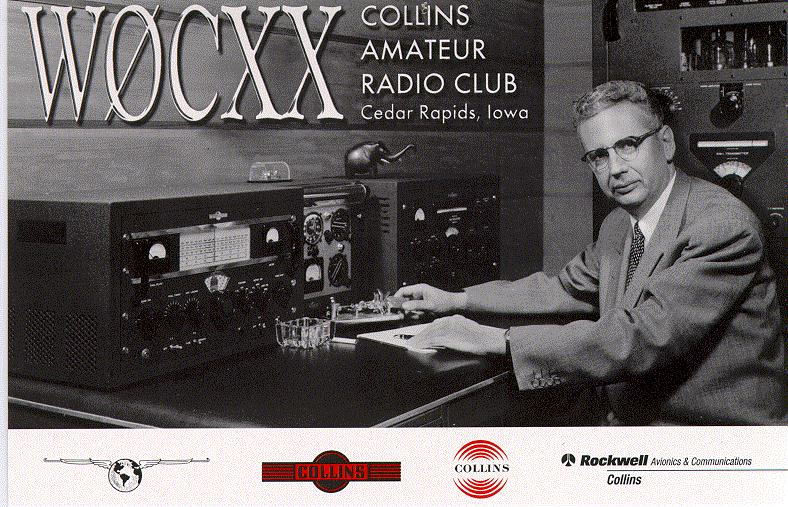 WØCXX
COLLINS
AMATEUR
RADIO CLUB
Cedar Rapids, Iowa
COLLINS
COLLINS
Rockwell Avionics & Communications
Collins